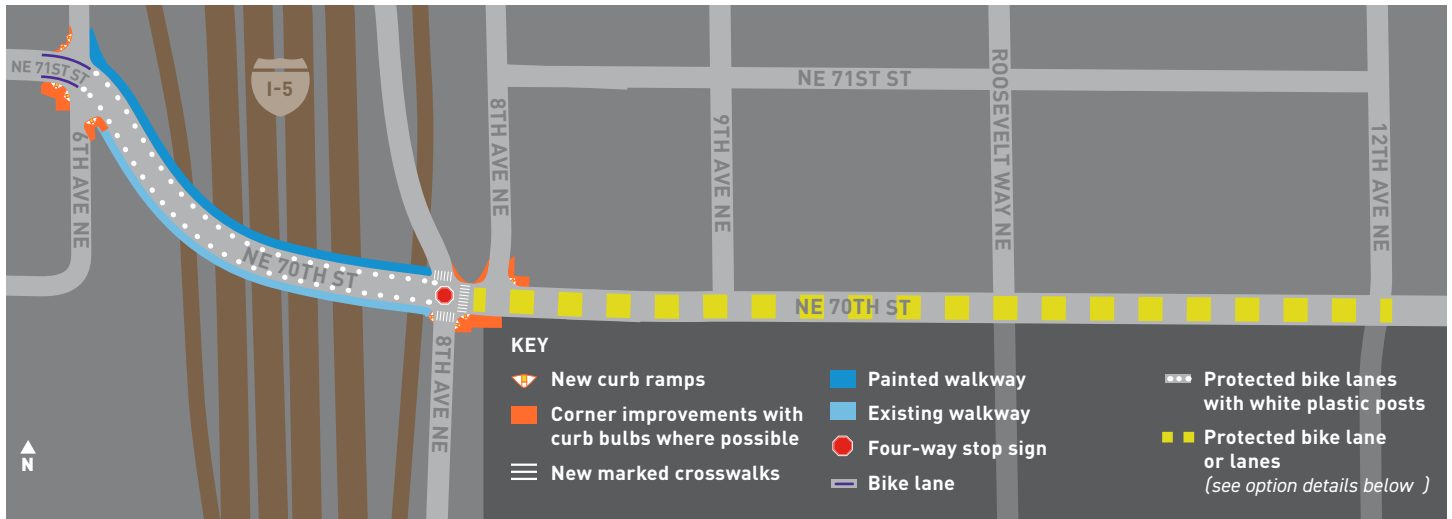 NE 71ST ST
I-5
6TH AVE NE
NE 70TH ST
8TH AVE NE
9TH AVE NE
ROOSEVELT WAY NE
NE 71ST ST
12TH AVE NE
NE 70TH ST
8TH AVE NE
N
KEY
New curb ramps
Corner improvements with
curb bulbs where possible
New marked crosswalks
Painted walkway
Existing walkway
Four-way stop sign
Bike lane
Protected bike lanes
with white plastic posts
Protected bike lane
or lanes
(see option details below )